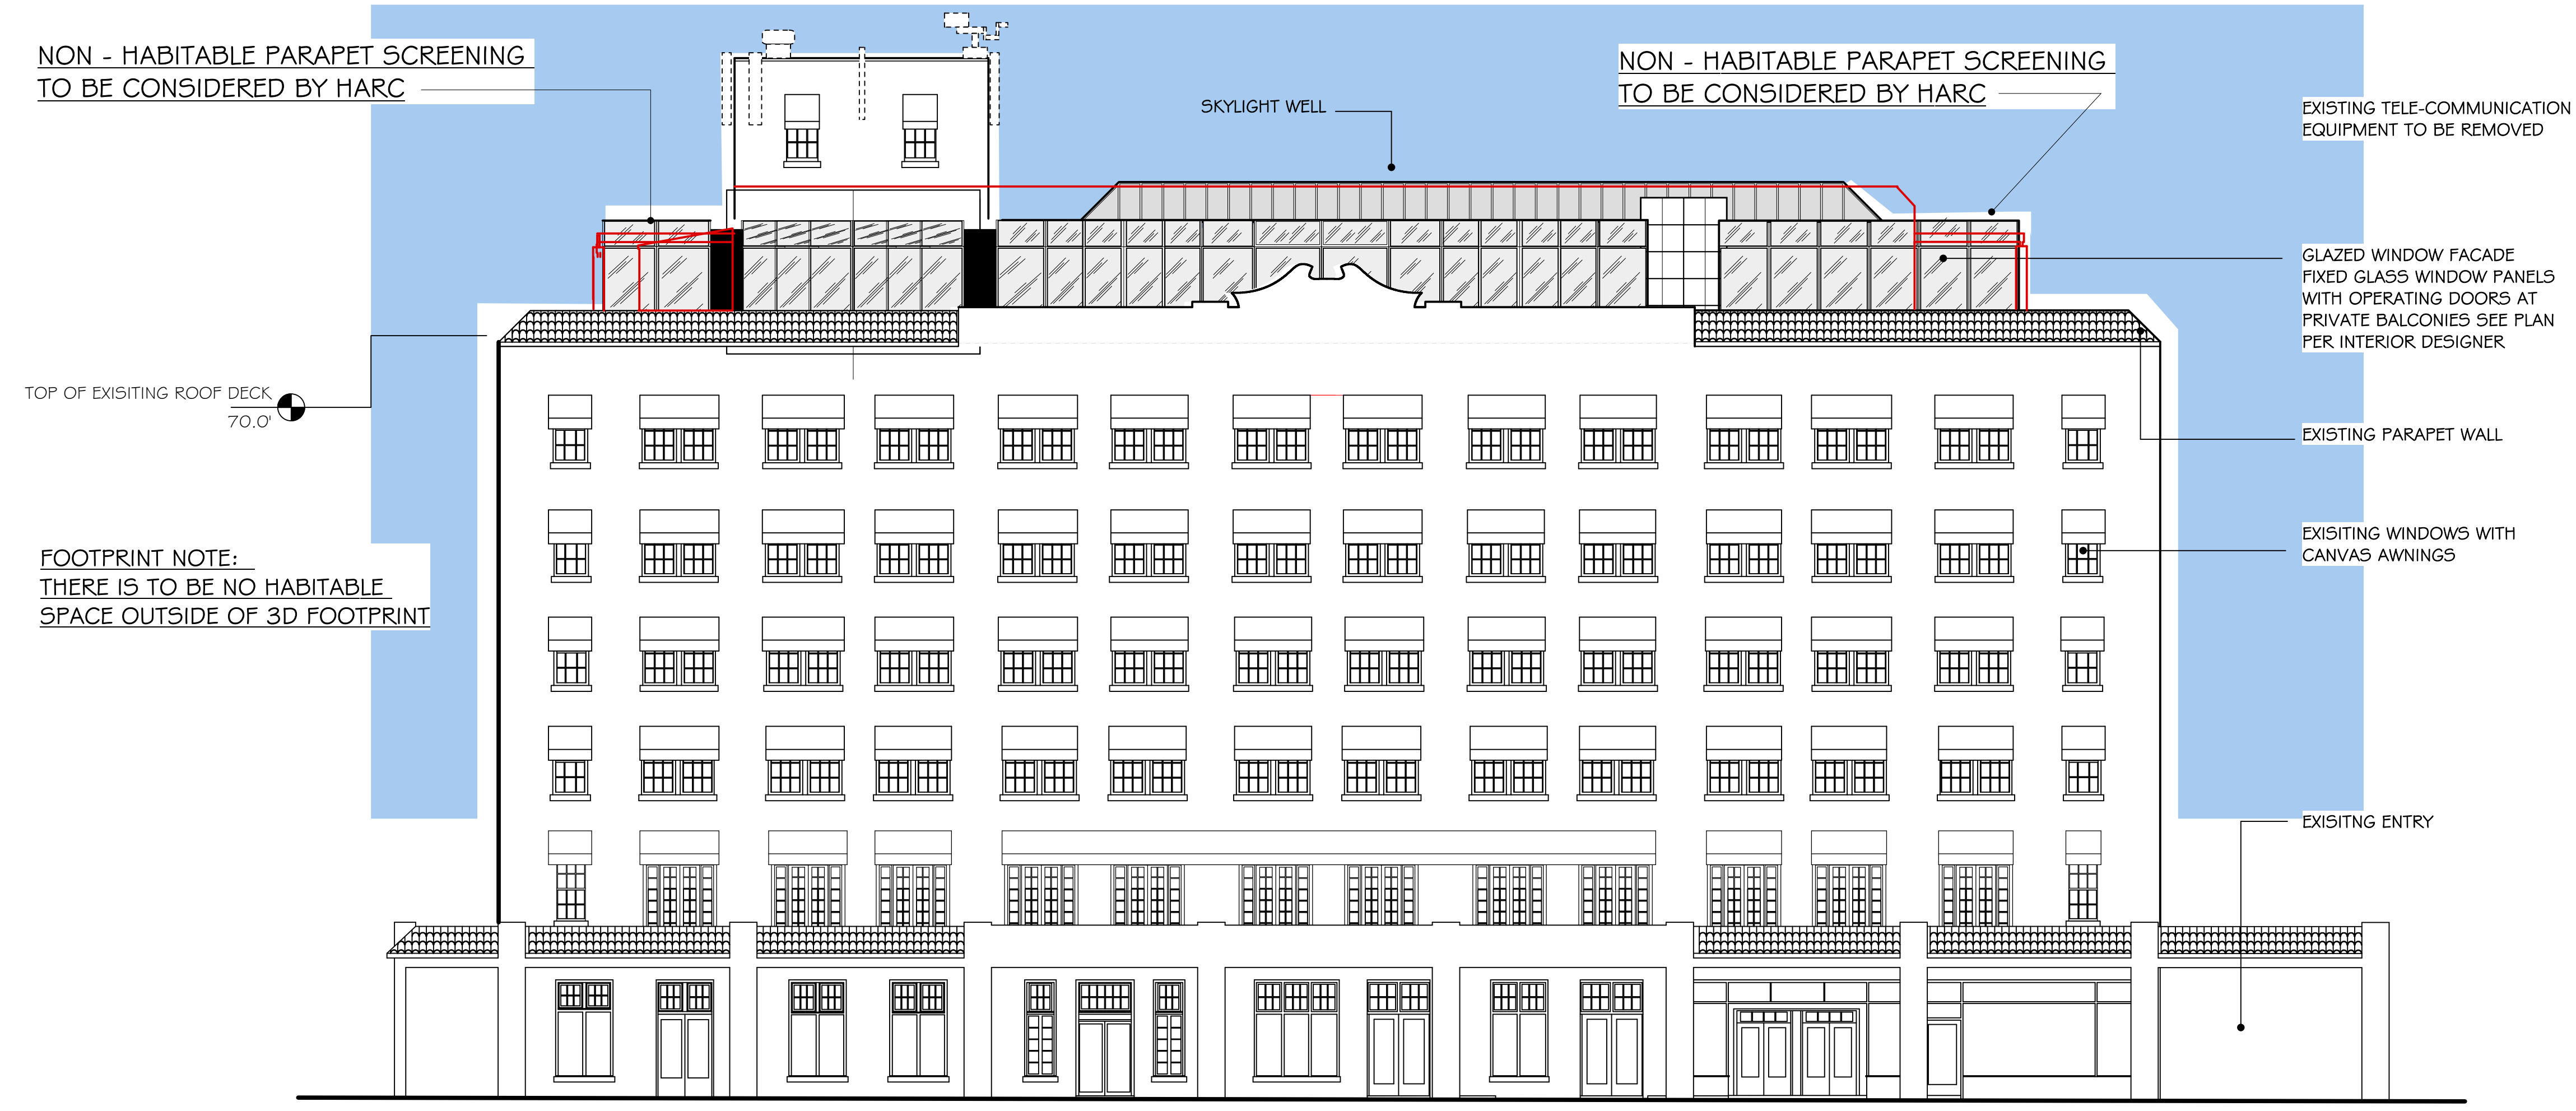 NON - HABITABLE PARAPET SCREENING
TO BE CONSIDERED BY HARC
SKYLIGHT WELL
NON - HABITABLE PARAPET SCREENING
TO BE CONSIDERED BY HARC
EXISTING TELE-COMMUNICATION
EQUIPMENT TO BE REMOVED
GLAZED WINDOW FACADE
FIXED GLASS WINDOW PANELS
WITH OPERATING DOORS AT
PRIVATE BALCONIES SEE PLAN
PER INTERIOR DESIGNER
TOP OF EXISITING ROOF DECK
70.0'
EXISTING PARAPET WALL
FOOTPRINT NOTE:
THERE IS TO BE NO HABITABLE
SPACE OUTSIDE OF 3D FOOTPRINT
EXISITING WINDOWS WITH
CANVAS AWNINGS
EXISITNG ENTRY